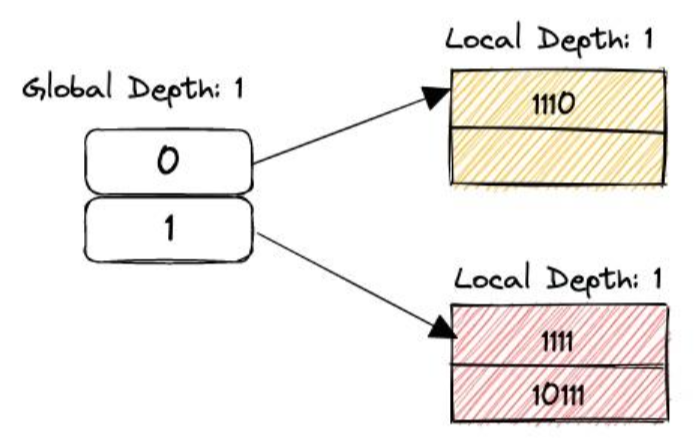 Global Depth: 1
0
1
Local Depth: 1
1110
Local Depth: 1
1111
10111